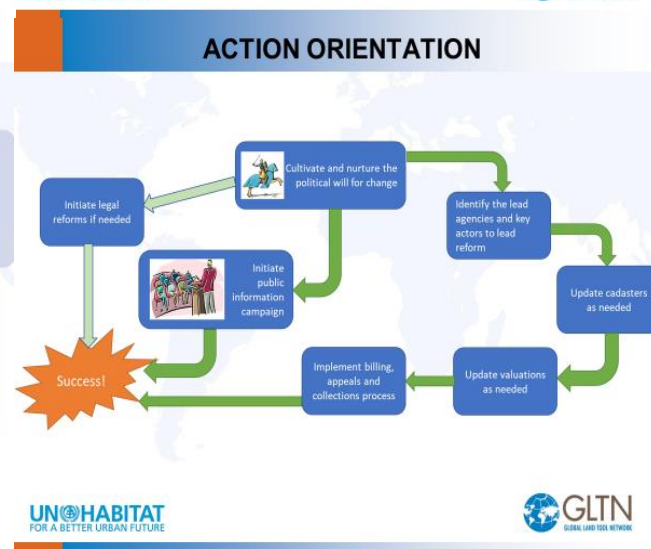 ACTION ORIENTATION
Cultivate and nurture the
political will for change
Initiate legal
reforms if needed
Identify the lead
agencies and key
actors to lead
reform
Initiate
public
information
campaign
Update cadasters
as needed
Success!
Implement billing,
appeals and
collections process
Update valuations
as needed
UN HABITAT
FOR A BETTER URBAN FUTURE
GLTN
GLOBAL LAND TOOL NETWORK